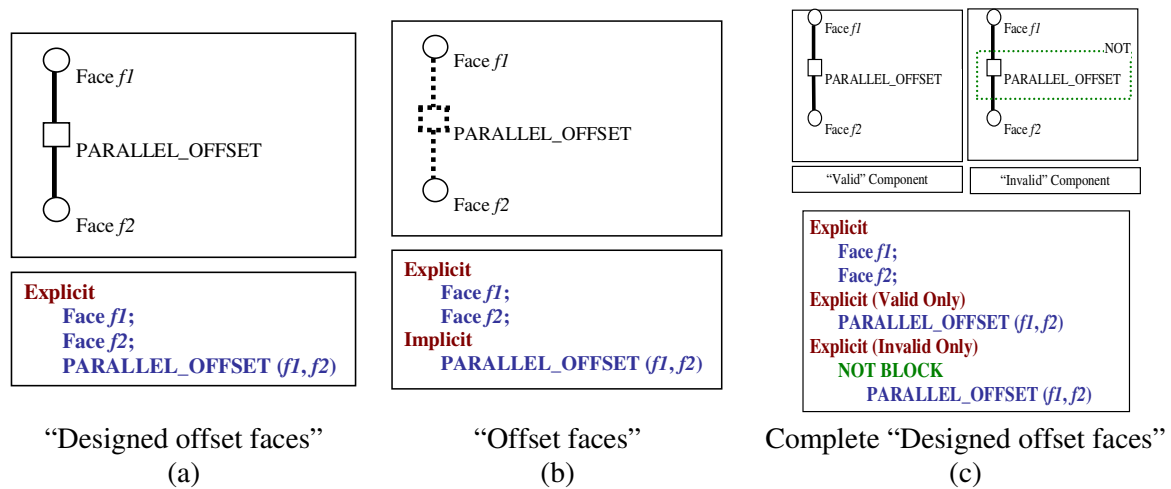 Face f1
PARALLEL_OFFSET
Face f2
Explicit
Face f1;
Face f2;
PARALLEL_OFFSET (f1, f2)
“Designed offset faces”
(a)
Face f1
PARALLEL_OFFSET
Face f2
Explicit
Face f1;
Face f2;
Implicit
PARALLEL_OFFSET (f1, f2)
“Offset faces”
(b)
Face f1
PARALLEL_OFFSET
Face f2
“Valid” Component
Face f1
NOT
PARALLEL_OFFSET
Face f2
“Invalid” Component
Explicit
Face f1;
Face f2;
Explicit (Valid Only)
PARALLEL_OFFSET (f1, f2)
Explicit (Invalid Only)
NOT BLOCK
PARALLEL_OFFSET (f1, f2)
Complete “Designed offset faces”
(c)